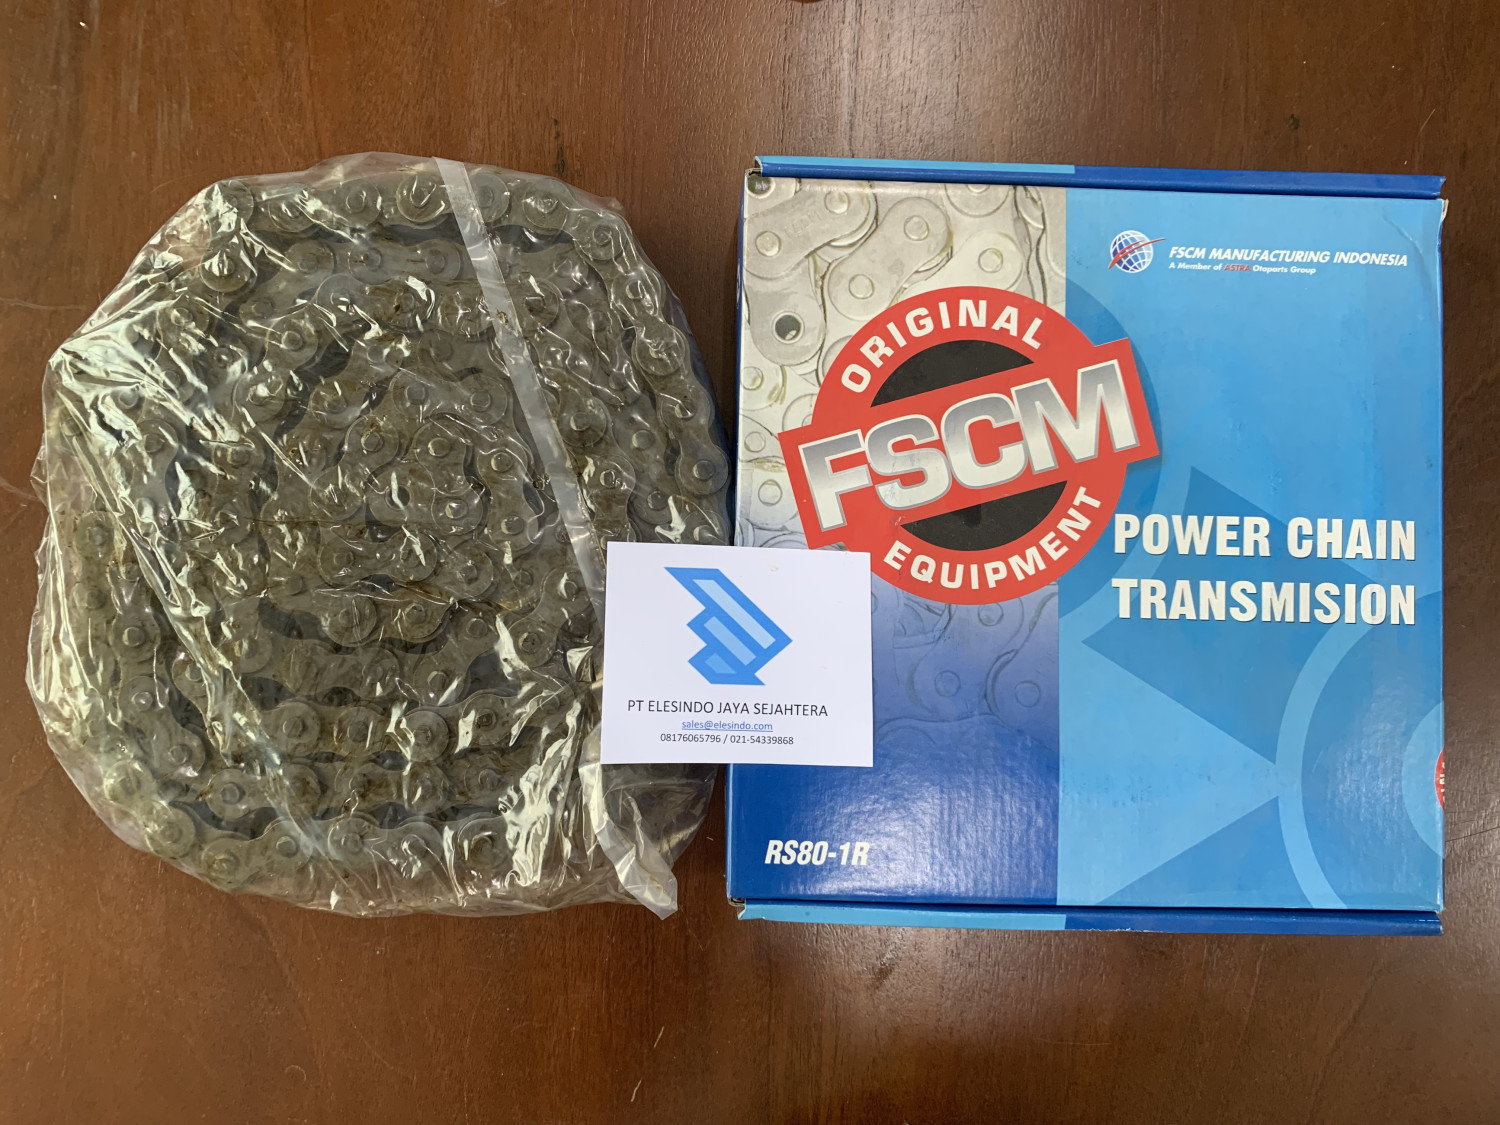 FSCM MANUFACTURING INDONESIA
A Member of ASTRA Otoparts Group
ORIGINAL
FSCM
EQUIPMENT
POWER CHAIN
TRANSMISION
PT ELESINDO JAYA SEJAHTERA
sales@elesindo.com
08176065796 / 021-54339868
RS80-1R